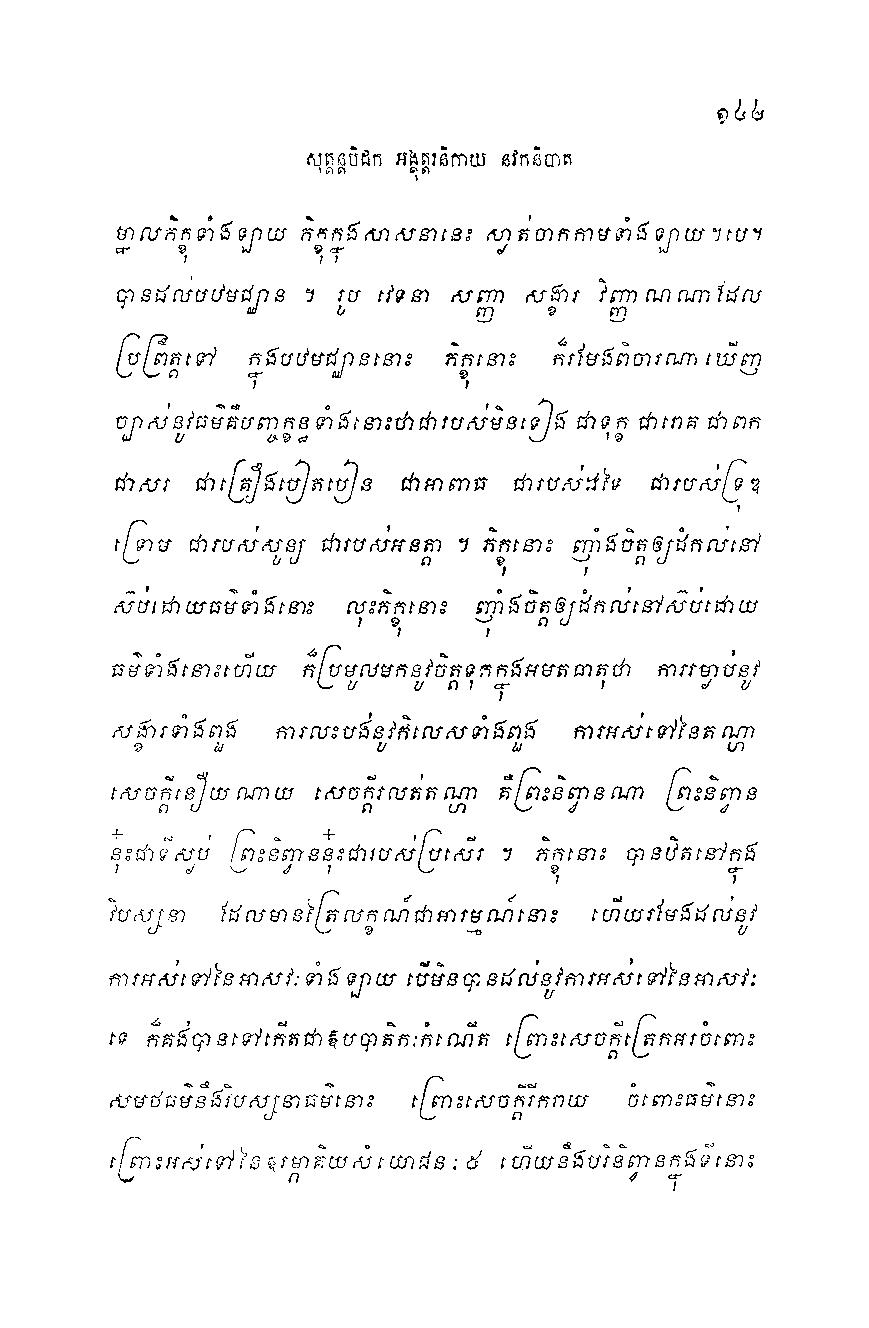 ១៤៤
សុត្តន្តបិដក អង្គុត្តរនិកាយ នវកនិបាត
ម្នាលភិក្ខុទាំងឡាយ ភិក្ខុក្នុងសាសនានេះ ស្ងាត់ចាកកាមទាំងឡាយ។បេ។
បានដល់បឋមជ្ឈាន ។ រូប វេទនា សញ្ញា សង្ខារ វិញ្ញាណណាដែល
ប្រព្រឹត្តទៅ ក្នុងបឋមជ្ឈាននោះ ភិក្ខុនោះ ក៏រមែងពិចារណាឃើញ
ច្បាស់នូវធម៌គឺបញ្ចក្ខន្ធទាំងនោះថាជារបស់មិនទៀង ជាទុក្ខ ជារោគ ជាពក
ជាសរ ជាគ្រឿងបៀតបៀន ជាអាពាធ ជារបស់ដទៃ ជារបស់ទ្រុឌ
ទ្រោម ជារបស់សូន្យ ជារបស់អនត្តា ។ ភិក្ខុនោះ ញ៉ាំងចិត្តឲ្យដំកល់នៅ
ស៊ប់ដោយធម៌ទាំងនោះ លុះភិក្ខុនោះ ញ៉ាំងចិត្តឲ្យដំកល់នៅស៊ប់ដោយ
ធម៌ទាំងនោះហើយ ក៏ប្រមូលមកនូវចិត្តទុកក្នុងអមតធាតុថា ការរម្ងាប់នូវ
សង្ខារទាំងពួង ការលះបង់នូវកិលេសទាំងពួង ការអស់ទៅនៃតណ្ហា
សេចក្តីនឿយណាយ សេចក្តីរលត់តណ្ហា គឺព្រះនិព្វានណា ព្រះនិព្វាន
នុ៎ះជាទីស្ងប់ ព្រះនិព្វាននុ៎ះជារបស់ប្រសើរ ។ ភិក្ខុនោះ បានឋិតនៅក្នុង
វិបស្សនា ដែលមានត្រៃលក្ខណ៍ជាអារម្មណ៍នោះ ហើយរមែងដល់នូវ
ការអស់ទៅនៃអាសវៈទាំងឡាយ បើមិនបានដល់នូវការអស់ទៅនៃអាសវៈ
ទេ ក៏គង់បានទៅកើតជាឱបបាតិកៈកំណើត ព្រោះសេចក្តីត្រេកអរចំពោះ
សមថធម៌នឹងវិបស្សនាធម៌នោះ ព្រោះសេចក្តីរីករាយ ចំពោះធម៌នោះ
ព្រោះអស់ទៅនៃឱរម្ភាគិយសំយោជនៈ៥ ហើយនឹងបរិនិព្វានក្នុងទីនោះ